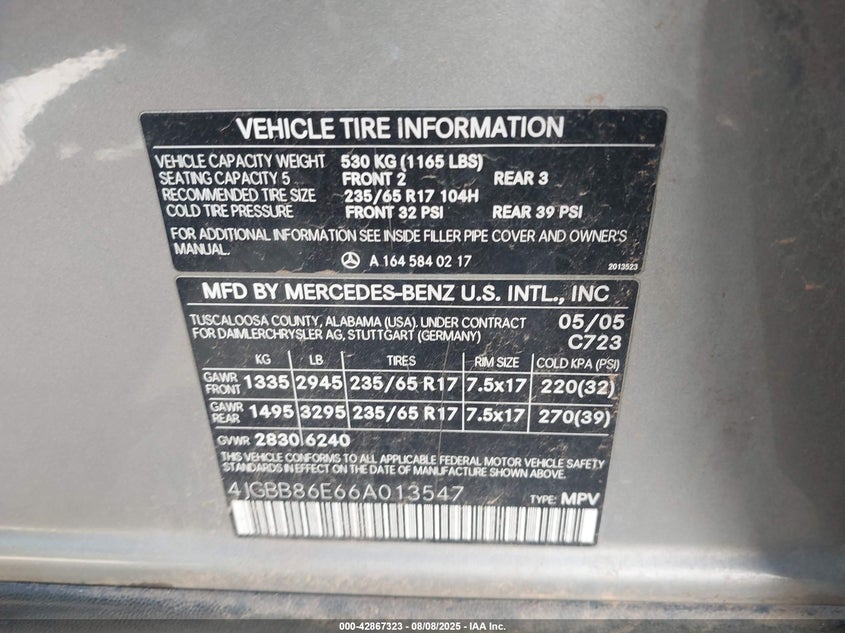 VEHICLE TIRE INFORMATION
VEHICLE CAPACITY WEIGHT 530 KG (1165 LBS)
SEATING CAPACITY 5 FRONT 2 REAR 3
RECOMMENDED TIRE SIZE 235/65 R17 104H
COLD TIRE PRESSURE FRONT 32 PSI REAR 39 PSI
FOR ADDITIONAL INFORMATION SEE INSIDE FILLER PIPE COVER AND OWNER'S
MANUAL.
A 164 584 02 17
2013523
MFD BY MERCEDES-BENZ U.S. INTL., INC
TUSCALOOSA COUNTY, ALABAMA (USA). UNDER CONTRACT 05/05
FOR DAIMLERCHRYSLER AG, STUTTGART (GERMANY) C723
KG LB TIRES RIM SIZE COLD KPA (PSI)
GAWR FRONT 1335 2945 235/65 R17 7.5x17 220(32)
GAWR REAR 1495 3295 235/65 R17 7.5x17 270(39)
GVWR 2830 6240
THIS VEHICLE CONFORMS TO ALL APPLICABLE FEDERAL MOTOR VEHICLE SAFETY
STANDARDS IN EFFECT ON THE DATE OF MANUFACTURE SHOWN ABOVE.
4JGBB86E66A013547 TYPE: MPV
000-42867323 — 08/08/2025 — IAA Inc.